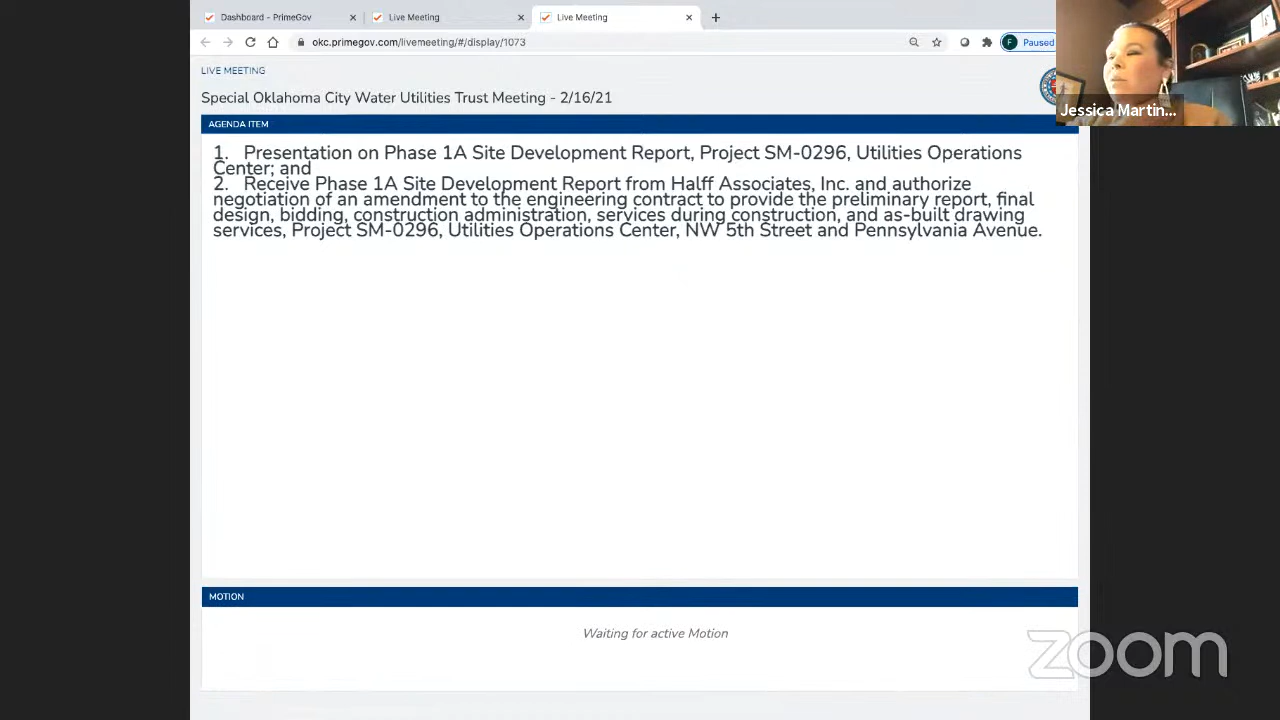 Dashboard - PrimeGov
Live Meeting
Live Meeting
okc.primegov.com/livemeeting/#/display/1073
F Paused
LIVE MEETING
Special Oklahoma City Water Utilities Trust Meeting - 2/16/21
Jessica Martin...
AGENDA ITEM
1. Presentation on Phase 1A Site Development Report, Project SM-0296, Utilities Operations
Center; and
2. Receive Phase 1A Site Development Report from Halff Associates, Inc. and authorize
negotiation of an amendment to the engineering contract to provide the preliminary report, final
design, bidding, construction administration, services during construction, and as-built drawing
services, Project SM-0296, Utilities Operations Center, NW 5th Street and Pennsylvania Avenue.
MOTION
Waiting for active Motion
zoom